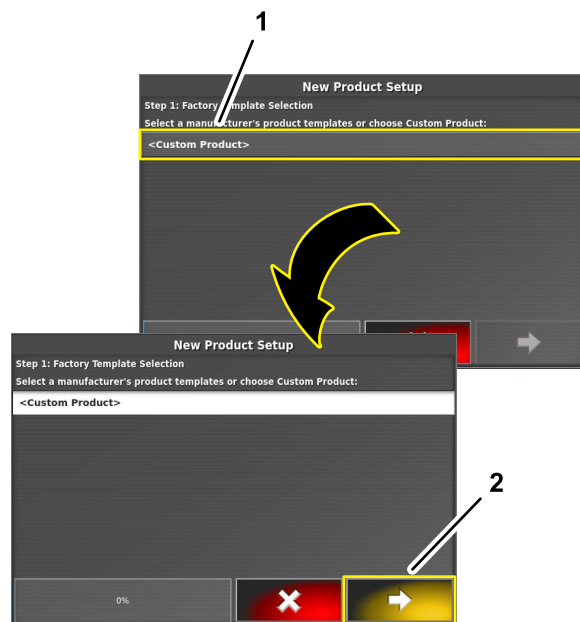 1
New Product Setup
Step 1: Factory Template Selection
Select a manufacturer's product templates or choose Custom Product:
<Custom Product>
New Product Setup
Step 1: Factory Template Selection
Select a manufacturer's product templates or choose Custom Product:
<Custom Product>
2
0%